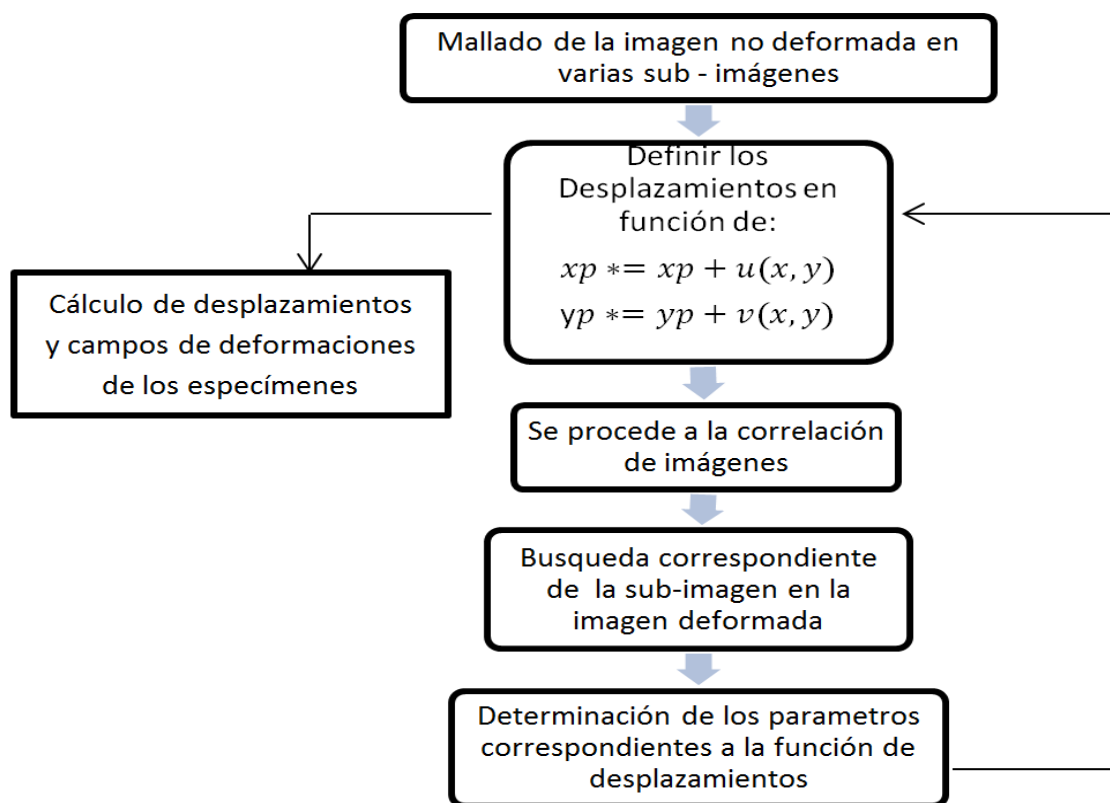 Mallado de la imagen no deformada en
varias sub - imágenes
Definir los
Desplazamientos en
función de:
xp ∗= xp + u(x, y)
yp ∗= yp + v(x, y)
Cálculo de desplazamientos
y campos de deformaciones
de los especímenes
Se procede a la correlación
de imágenes
Busqueda correspondiente
de la sub-imagen en la
imagen deformada
Determinación de los parametros
correspondientes a la función de
desplazamientos